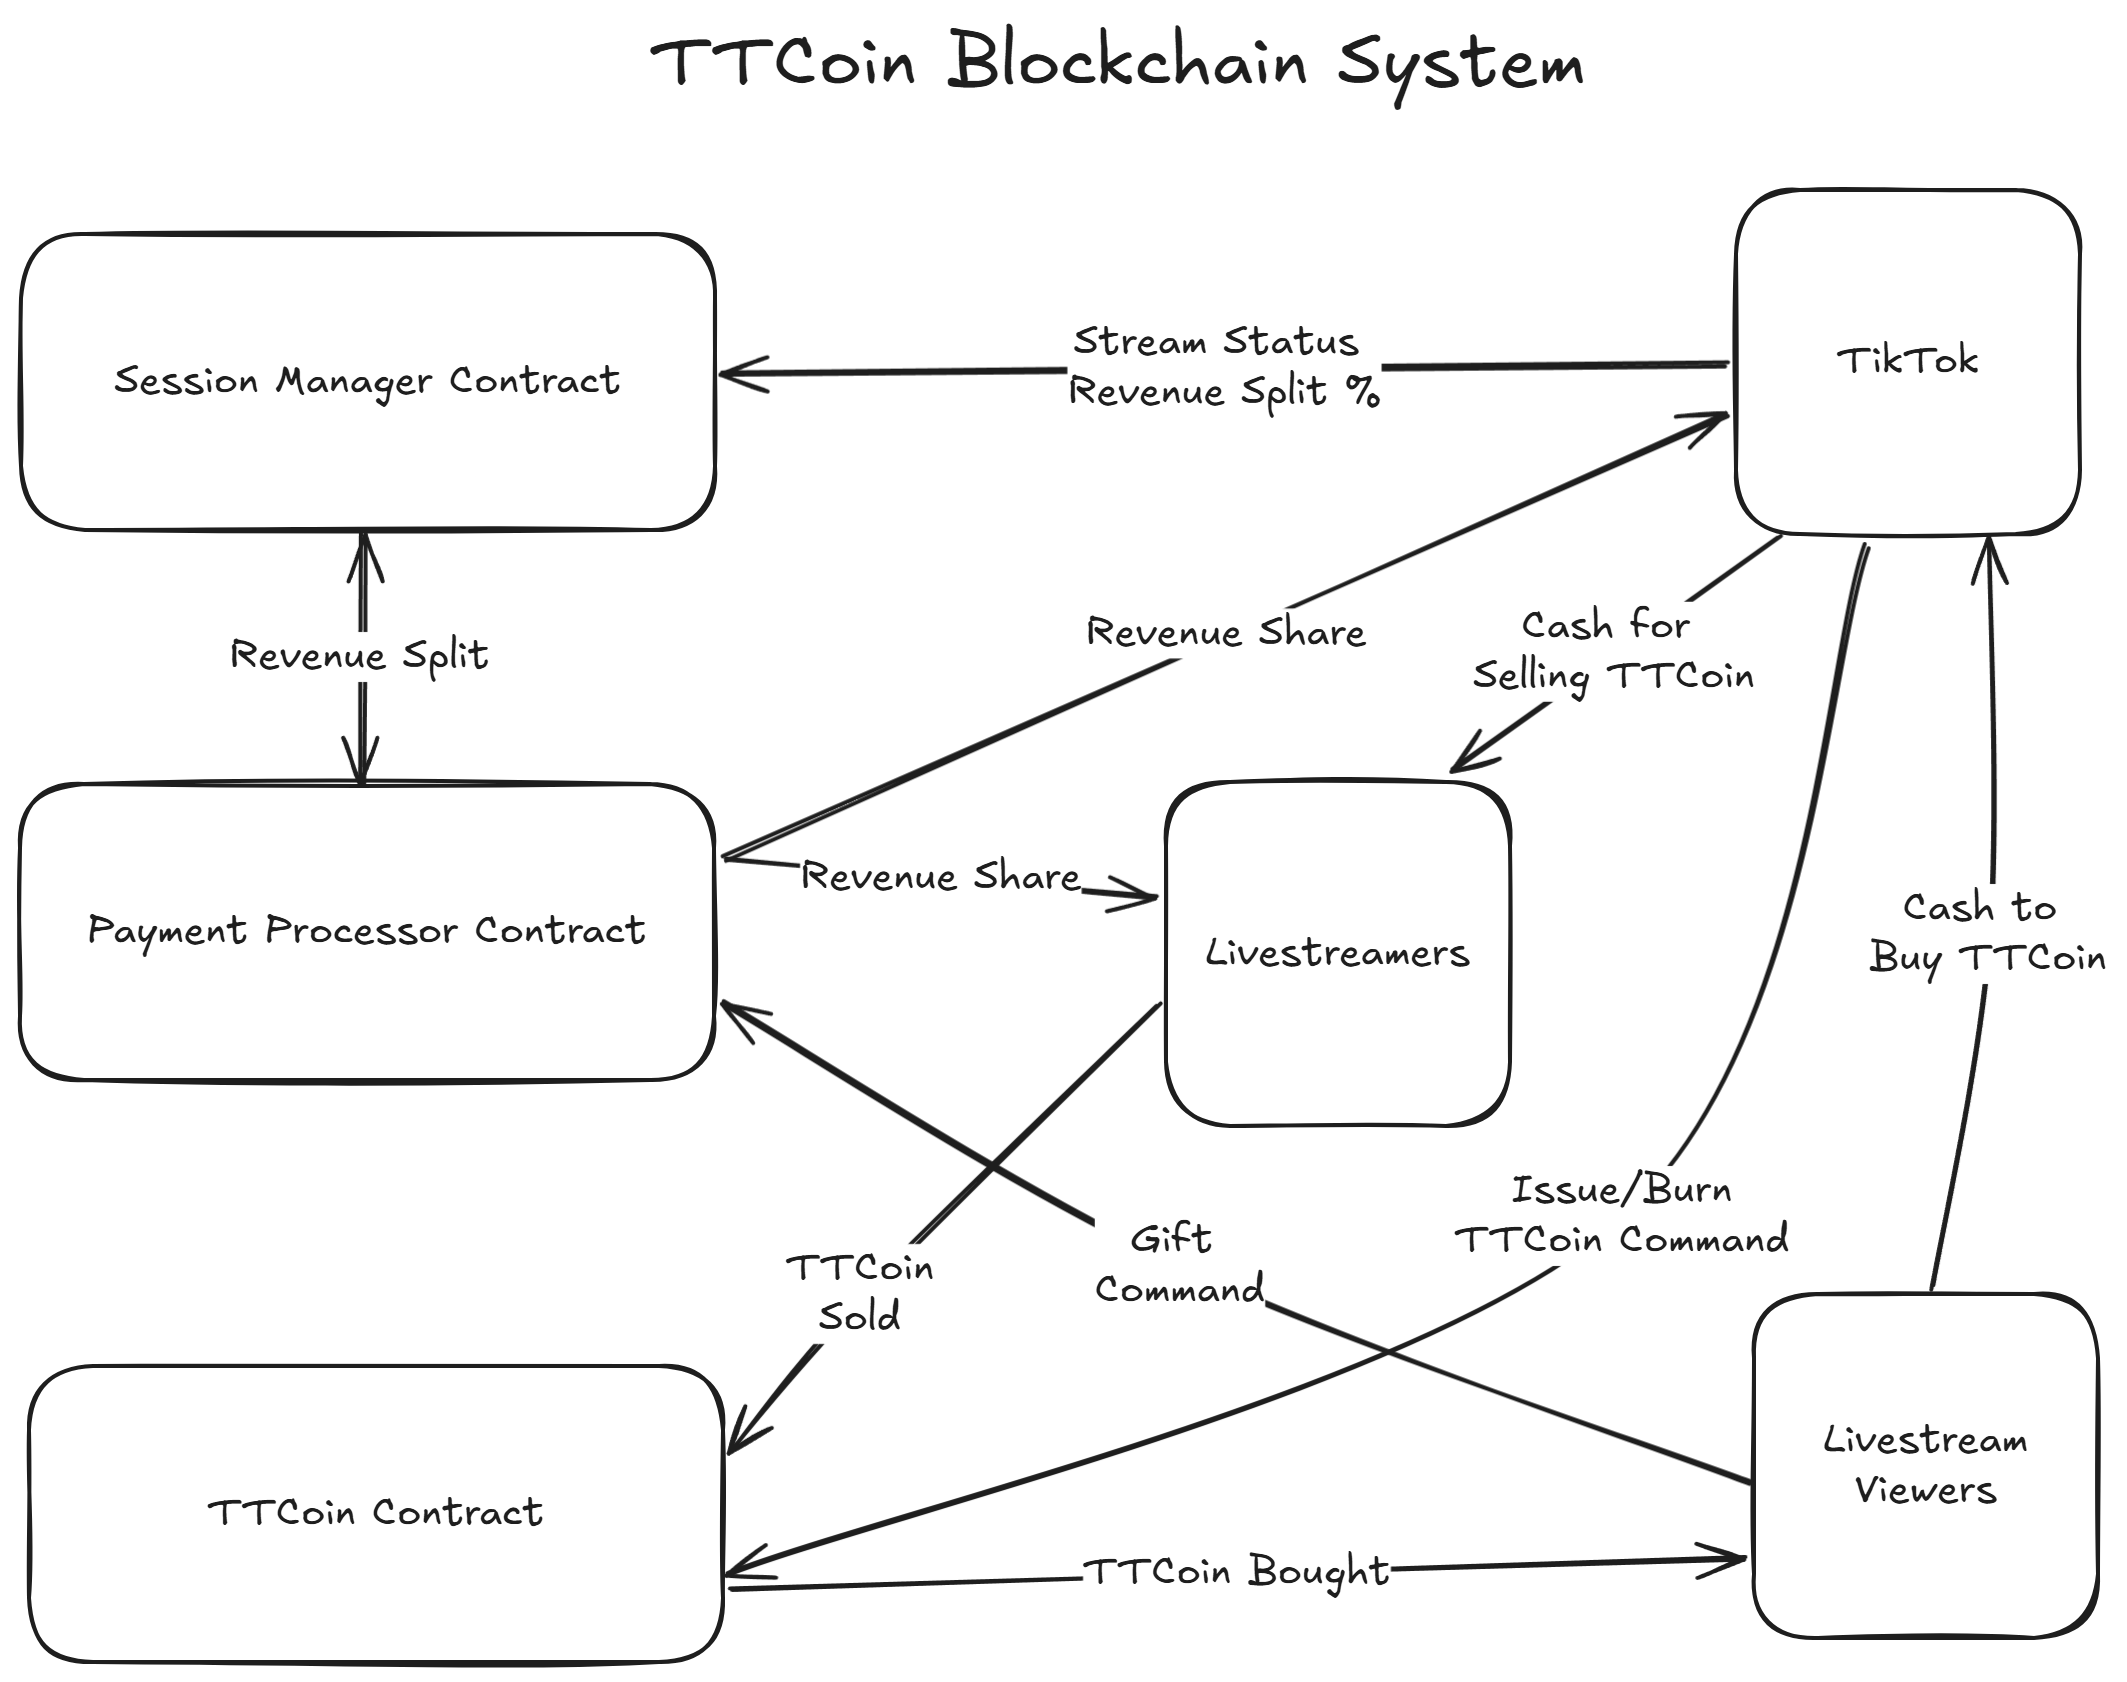 TTCoin Blockchain System
Session Manager Contract
Stream Status
Revenue Split %
TikTok
Revenue Split
Revenue Share
Cash for
Selling TTCoin
Payment Processor Contract
Revenue Share
Livestreamers
Cash to
Buy TTCoin
TTCoin
Sold
Gift
Command
Issue/Burn
TTCoin Command
TTCoin Contract
TTCoin Bought
Livestream
Viewers